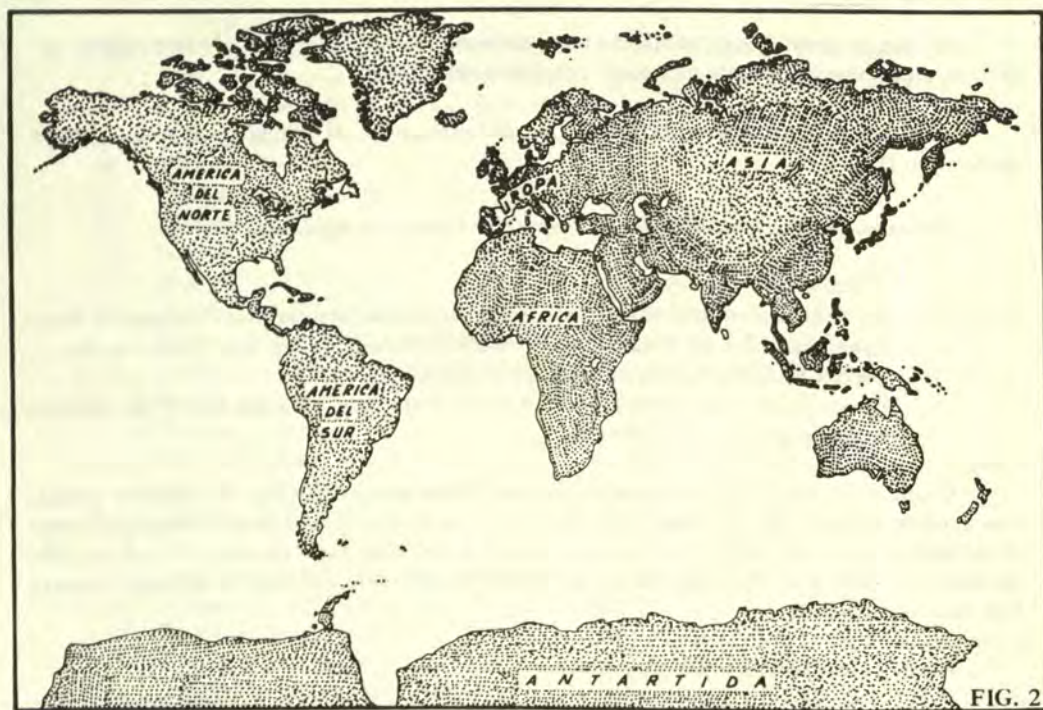 AMERICA
DEL
NORTE
EUROPA
ASIA
AFRICA
AMERICA
DEL
SUR
ANTARTIDA
FIG. 2